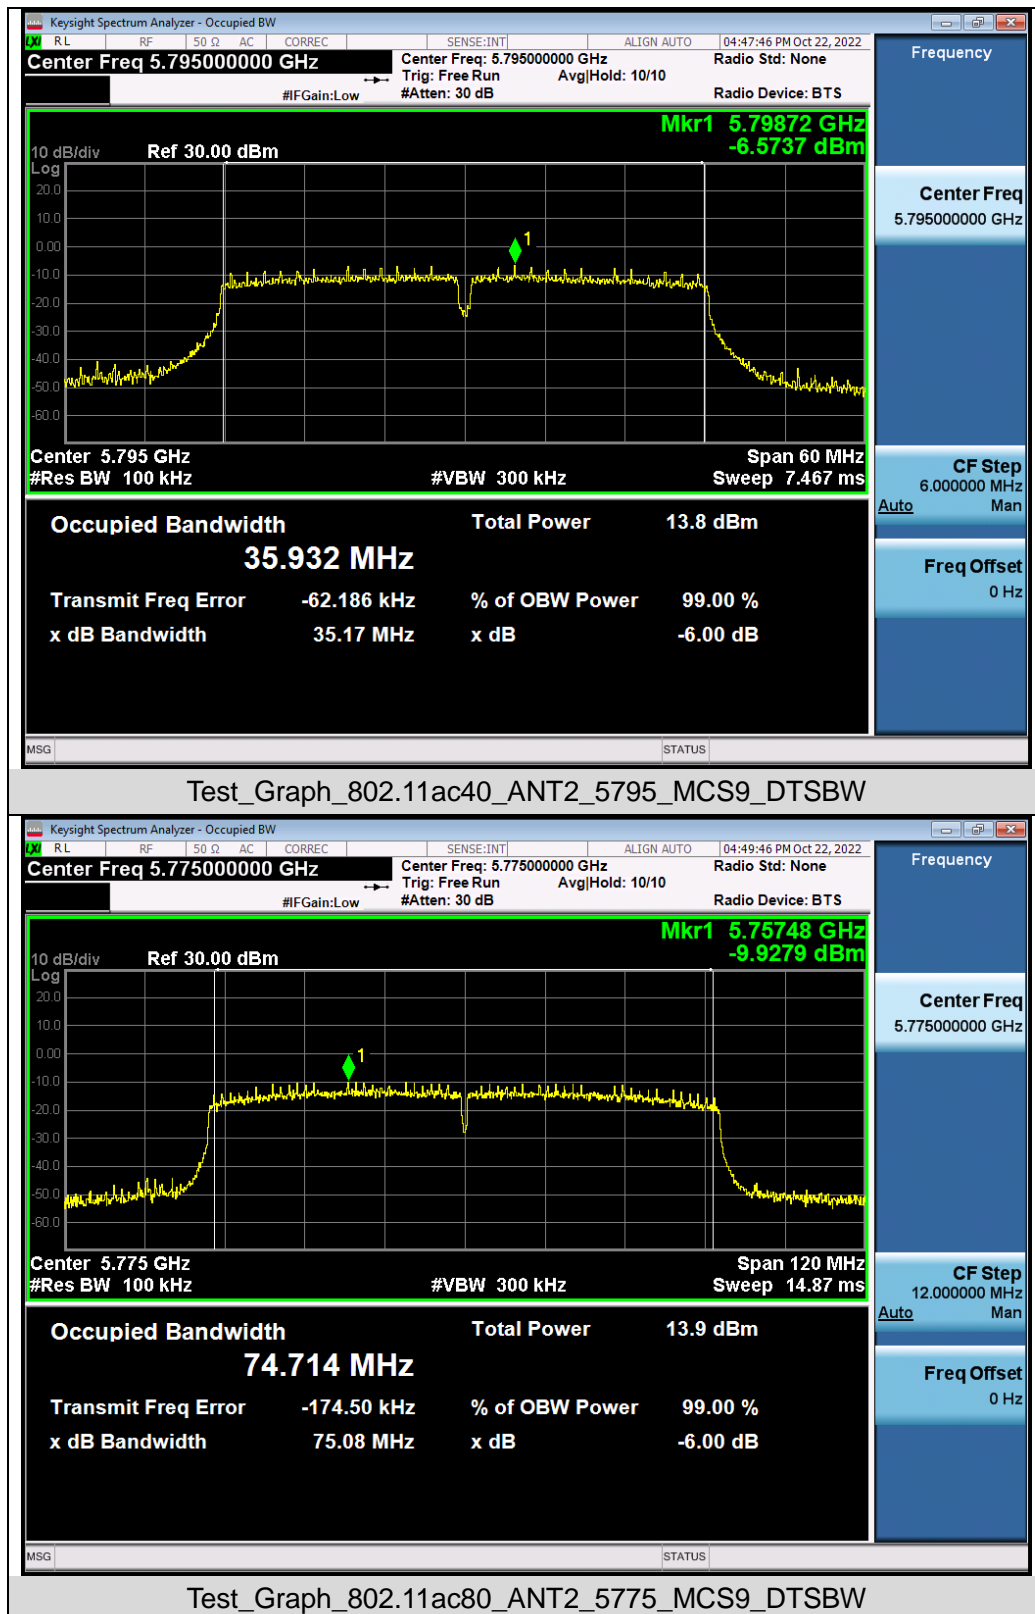 Keysight Spectrum Analyzer - Occupied BW
LXI RL RF 50 Ω AC CORREC SENSE:INT ALIGN AUTO 04:47:46 PM Oct 22, 2022
Center Freq 5.795000000 GHz
Center Freq: 5.795000000 GHz Radio Std: None
Trig: Free Run Avg|Hold: 10/10
#IFGain:Low #Atten: 30 dB Radio Device: BTS
Frequency
Mkr1 5.79872 GHz
-6.5737 dBm
10 dB/div Ref 30.00 dBm
Log
20.0
10.0
0.00
-10.0
-20.0
-30.0
-40.0
-50.0
-60.0
1
Center Freq
5.795000000 GHz
Center 5.795 GHz Span 60 MHz
#Res BW 100 kHz #VBW 300 kHz Sweep 7.467 ms
CF Step
6.000000 MHz
Auto Man
Freq Offset
0 Hz
Occupied Bandwidth Total Power 13.8 dBm
35.932 MHz
Transmit Freq Error -62.186 kHz % of OBW Power 99.00 %
x dB Bandwidth 35.17 MHz x dB -6.00 dB
MSG STATUS
Test_Graph_802.11ac40_ANT2_5795_MCS9_DTSBW
Keysight Spectrum Analyzer - Occupied BW
LXI RL RF 50 Ω AC CORREC SENSE:INT ALIGN AUTO 04:49:46 PM Oct 22, 2022
Center Freq 5.775000000 GHz
Center Freq: 5.775000000 GHz Radio Std: None
Trig: Free Run Avg|Hold: 10/10
#IFGain:Low #Atten: 30 dB Radio Device: BTS
Frequency
Mkr1 5.75748 GHz
-9.9279 dBm
10 dB/div Ref 30.00 dBm
Log
20.0
10.0
0.00
-10.0
-20.0
-30.0
-40.0
-50.0
-60.0
1
Center Freq
5.775000000 GHz
Center 5.775 GHz Span 120 MHz
#Res BW 100 kHz #VBW 300 kHz Sweep 14.87 ms
CF Step
12.000000 MHz
Auto Man
Freq Offset
0 Hz
Occupied Bandwidth Total Power 13.9 dBm
74.714 MHz
Transmit Freq Error -174.50 kHz % of OBW Power 99.00 %
x dB Bandwidth 75.08 MHz x dB -6.00 dB
MSG STATUS
Test_Graph_802.11ac80_ANT2_5775_MCS9_DTSBW